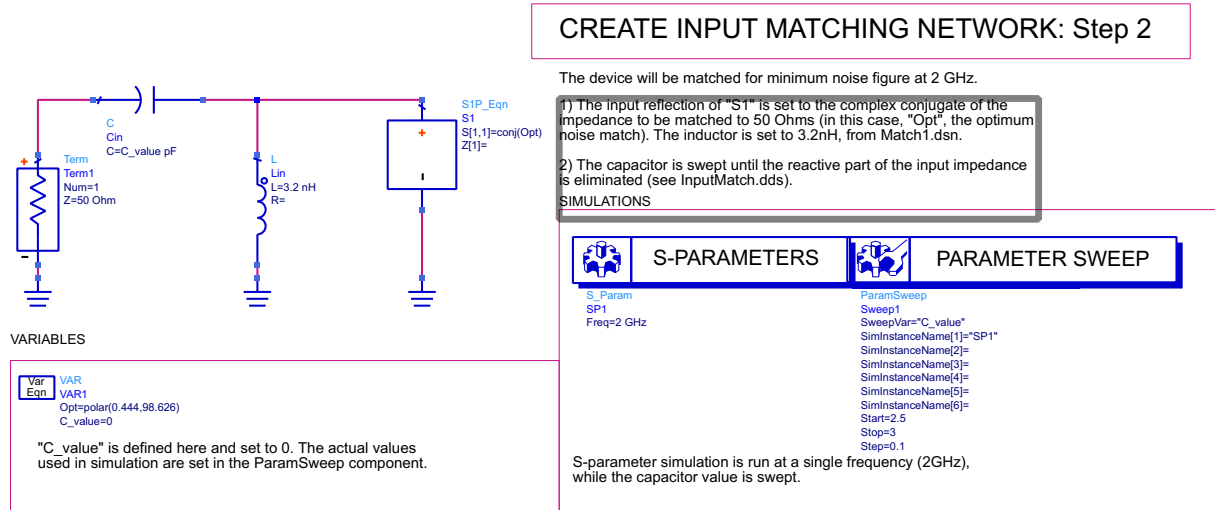 CREATE INPUT MATCHING NETWORK: Step 2
The device will be matched for minimum noise figure at 2 GHz.
1) The input reflection of "S1" is set to the complex conjugate of the
impedance to be matched to 50 Ohms (in this case, "Opt", the optimum
noise match). The inductor is set to 3.2nH, from Match1.dsn.
2) The capacitor is swept until the reactive part of the input impedance
is eliminated (see InputMatch.dds).
SIMULATIONS
C
Cin
C=C_value pF
Term
Term1
Num=1
Z=50 Ohm
L
Lin
L=3.2 nH
R=
S1P_Eqn
S1
S[1,1]=conj(Opt)
Z[1]=
S-PARAMETERS
S_Param
SP1
Freq=2 GHz
PARAMETER SWEEP
ParamSweep
Sweep1
SweepVar="C_value"
SimInstanceName[1]="SP1"
SimInstanceName[2]=
SimInstanceName[3]=
SimInstanceName[4]=
SimInstanceName[5]=
SimInstanceName[6]=
Start=2.5
Stop=3
Step=0.1
S-parameter simulation is run at a single frequency (2GHz),
while the capacitor value is swept.
VARIABLES
Var
Eqn
VAR
VAR1
Opt=polar(0.444,98.626)
C_value=0
"C_value" is defined here and set to 0. The actual values
used in simulation are set in the ParamSweep component.